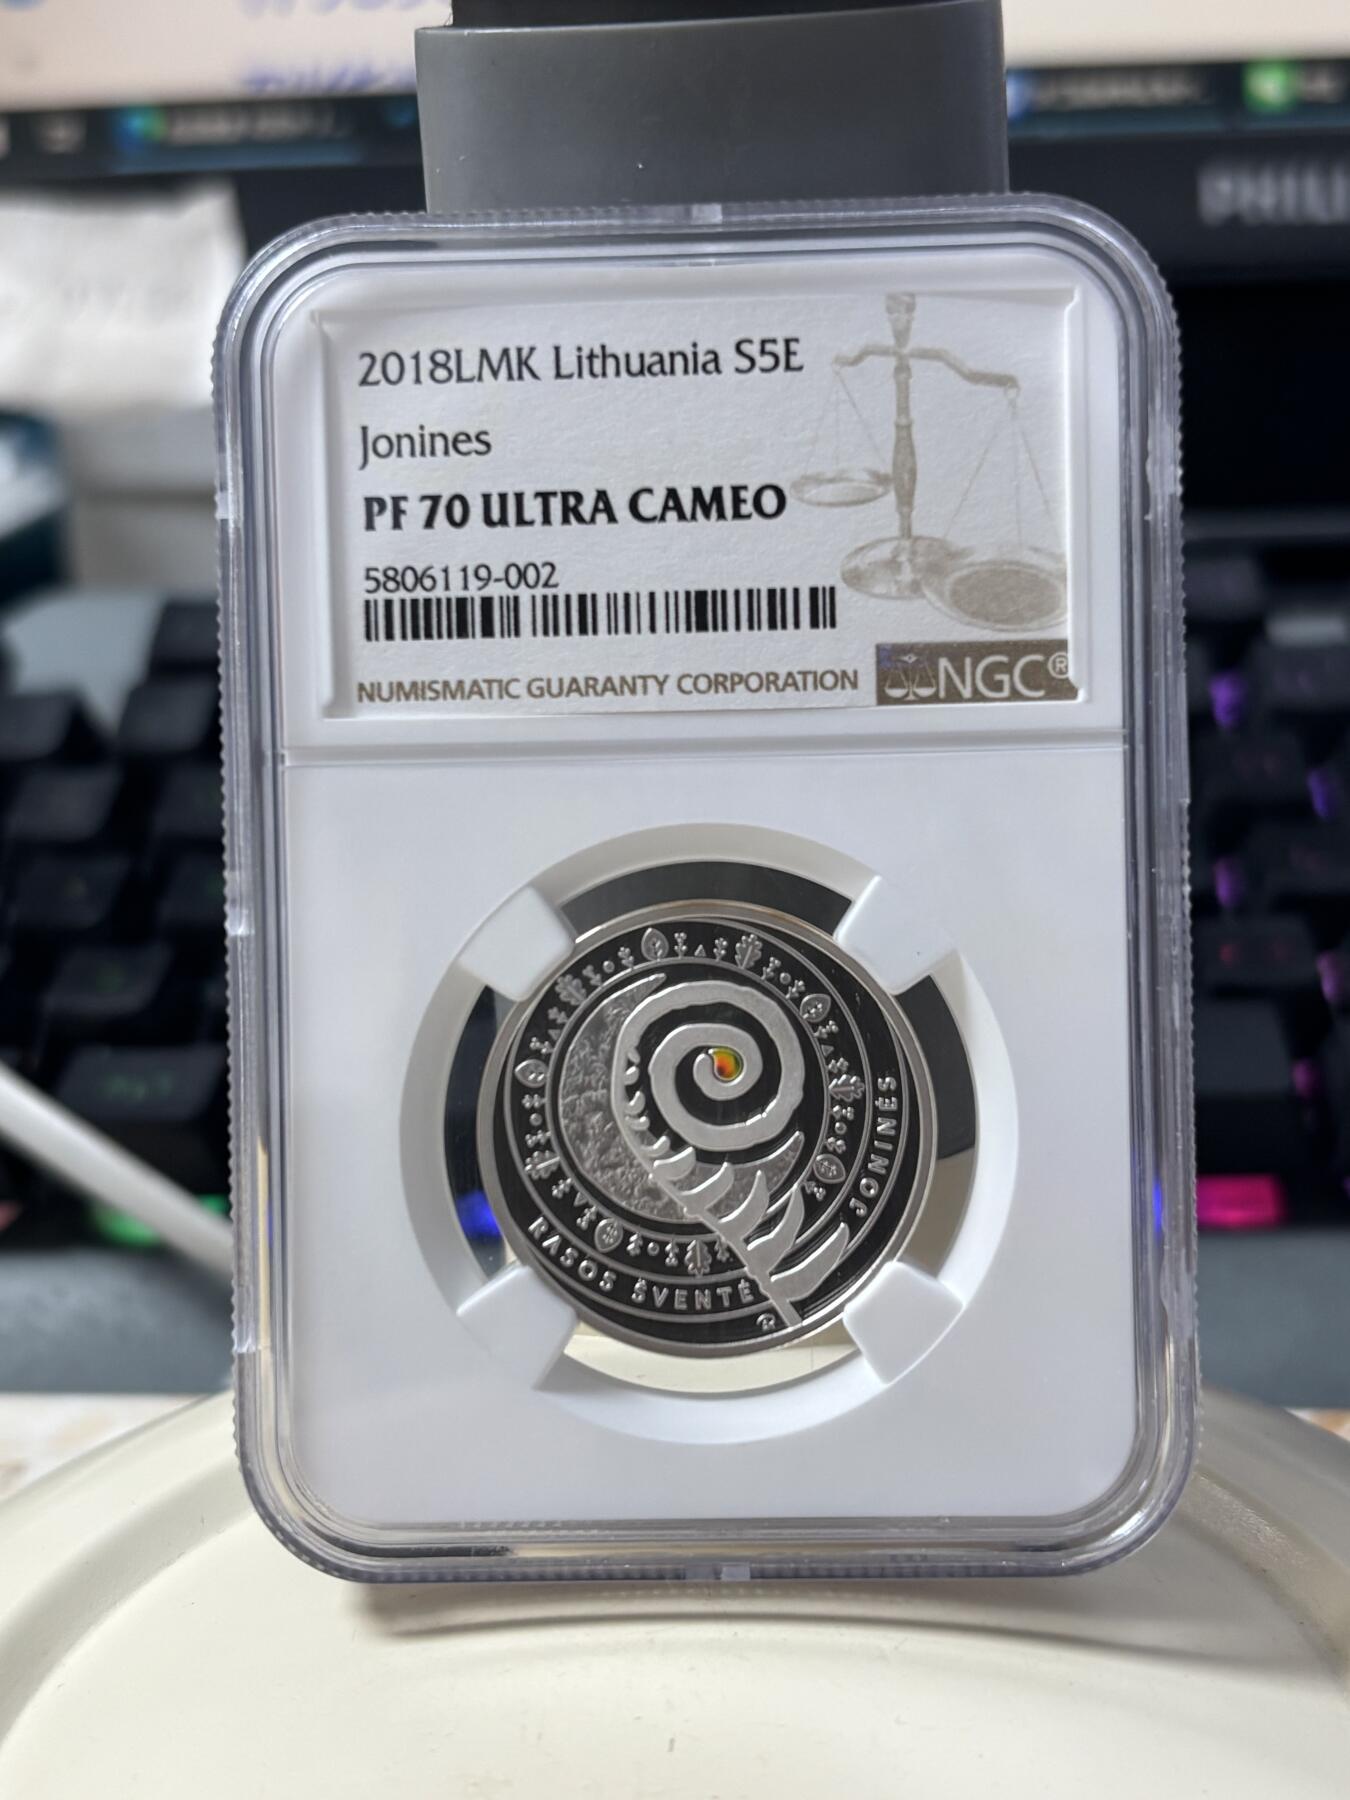 2018LMK Lithuania S5E
Jonines
PF 70 ULTRA CAMEO
5806119-002
NUMISMATIC GUARANTY CORPORATION NGC®
JONINĖS
RASOS ŠVENTĖ